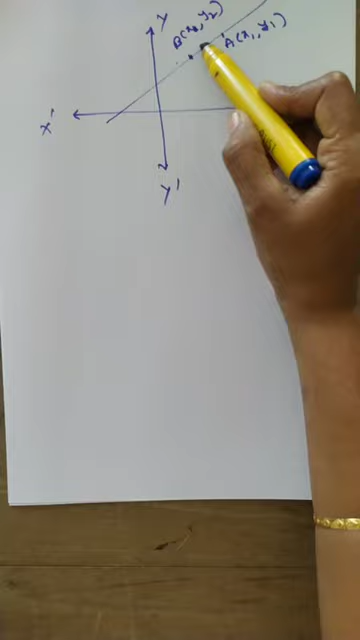 Y
B(x₂, y₂)
A(x₁, y₁)
X'
Y'